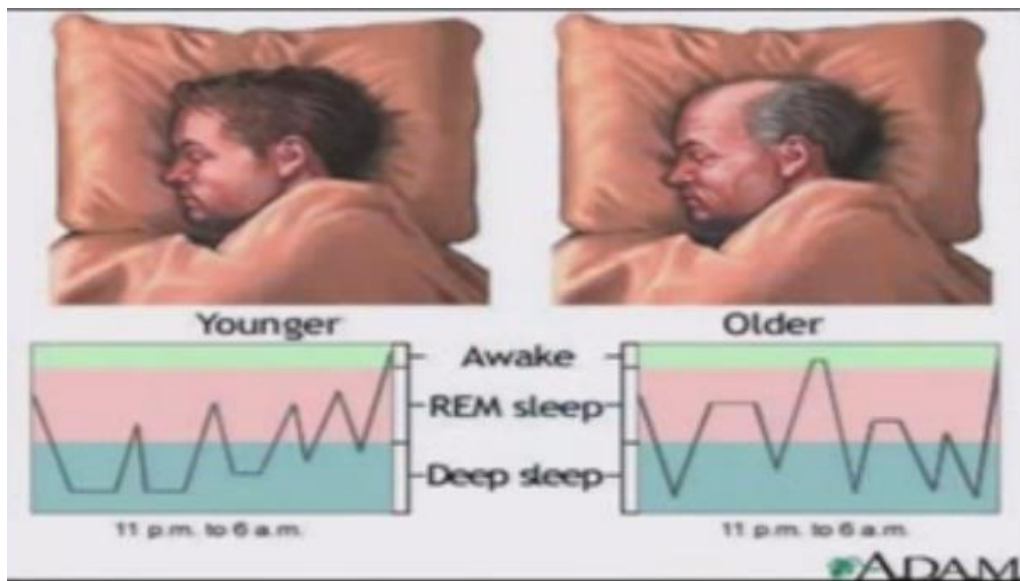 Younger
Older
Awake
REM sleep
Deep sleep
11 p.m. to 6 a.m.
11 p.m. to 6 a.m.
ADAM